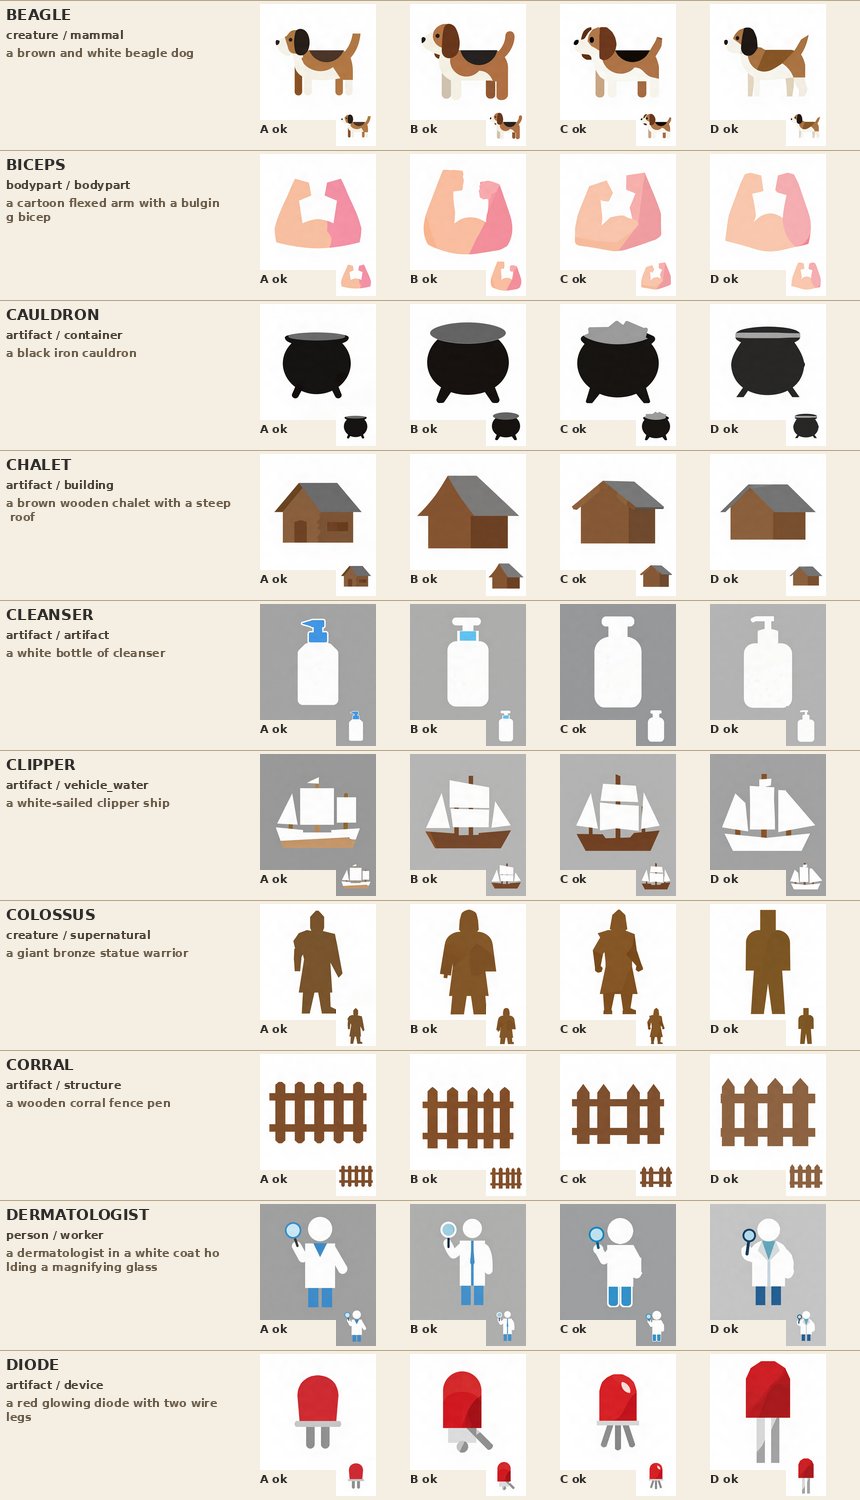 BEAGLE
creature / mammal
a brown and white beagle dog
A ok
B ok
C ok
D ok
BICEPS
bodypart / bodypart
a cartoon flexed arm with a bulgin
g bicep
A ok
B ok
C ok
D ok
CAULDRON
artifact / container
a black iron cauldron
A ok
B ok
C ok
D ok
CHALET
artifact / building
a brown wooden chalet with a steep
roof
A ok
B ok
C ok
D ok
CLEANSER
artifact / artifact
a white bottle of cleanser
A ok
B ok
C ok
D ok
CLIPPER
artifact / vehicle_water
a white-sailed clipper ship
A ok
B ok
C ok
D ok
COLOSSUS
creature / supernatural
a giant bronze statue warrior
A ok
B ok
C ok
D ok
CORRAL
artifact / structure
a wooden corral fence pen
A ok
B ok
C ok
D ok
DERMATOLOGIST
person / worker
a dermatologist in a white coat ho
lding a magnifying glass
A ok
B ok
C ok
D ok
DIODE
artifact / device
a red glowing diode with two wire
legs
A ok
B ok
C ok
D ok